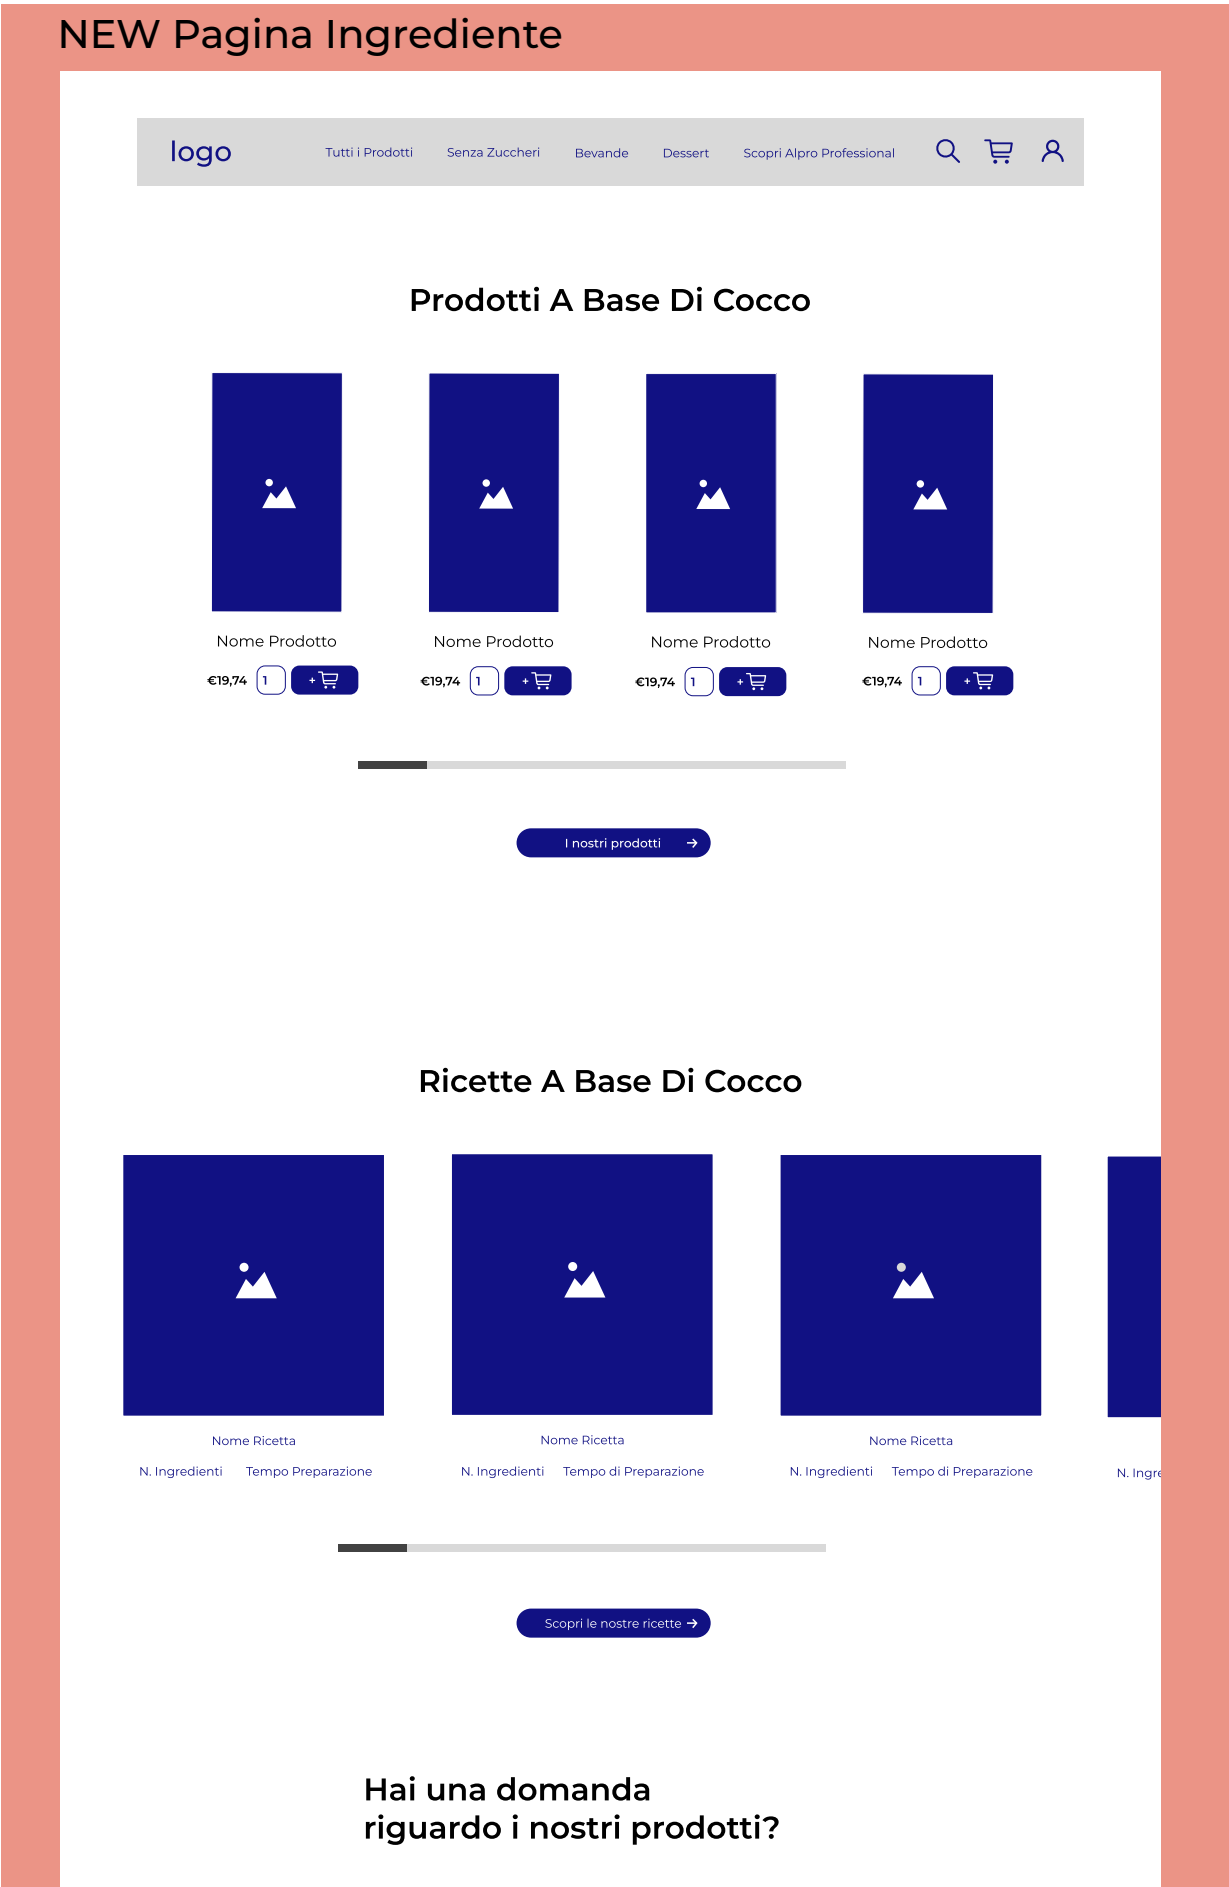 NEW Pagina Ingrediente
logo
Tutti i Prodotti
Senza Zuccheri
Bevande
Dessert
Scopri Alpro Professional
Prodotti A Base Di Cocco
Nome Prodotto
Nome Prodotto
Nome Prodotto
Nome Prodotto
€19,74 1 +
€19,74 1 +
€19,74 1 +
€19,74 1 +
I nostri prodotti
Ricette A Base Di Cocco
Nome Ricetta
Nome Ricetta
Nome Ricetta
N. Ingredienti Tempo Preparazione
N. Ingredienti Tempo di Preparazione
N. Ingredienti Tempo di Preparazione
N. Ingre
Scopri le nostre ricette
Hai una domanda
riguardo i nostri prodotti?